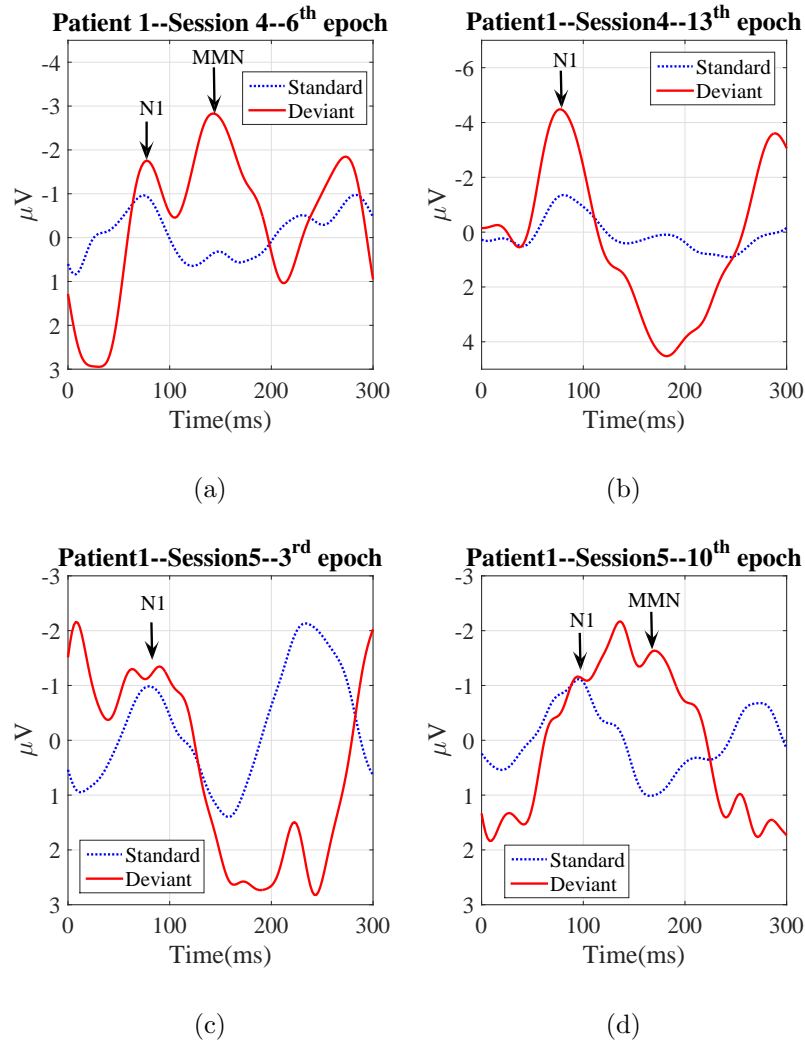 Patient 1--Session 4--6th epoch
-4
-3
-2
-1
0
1
2
3
μV
N1
MMN
Standard
Deviant
0 100 200 300
Time(ms)
(a)
Patient1--Session4--13th epoch
-6
-4
-2
0
2
4
μV
N1
Standard
Deviant
0 100 200 300
Time(ms)
(b)
Patient1--Session5--3rd epoch
-3
-2
-1
0
1
2
3
μV
N1
Standard
Deviant
0 100 200 300
Time(ms)
(c)
Patient1--Session5--10th epoch
-3
-2
-1
0
1
2
3
μV
N1
MMN
Standard
Deviant
0 100 200 300
Time(ms)
(d)